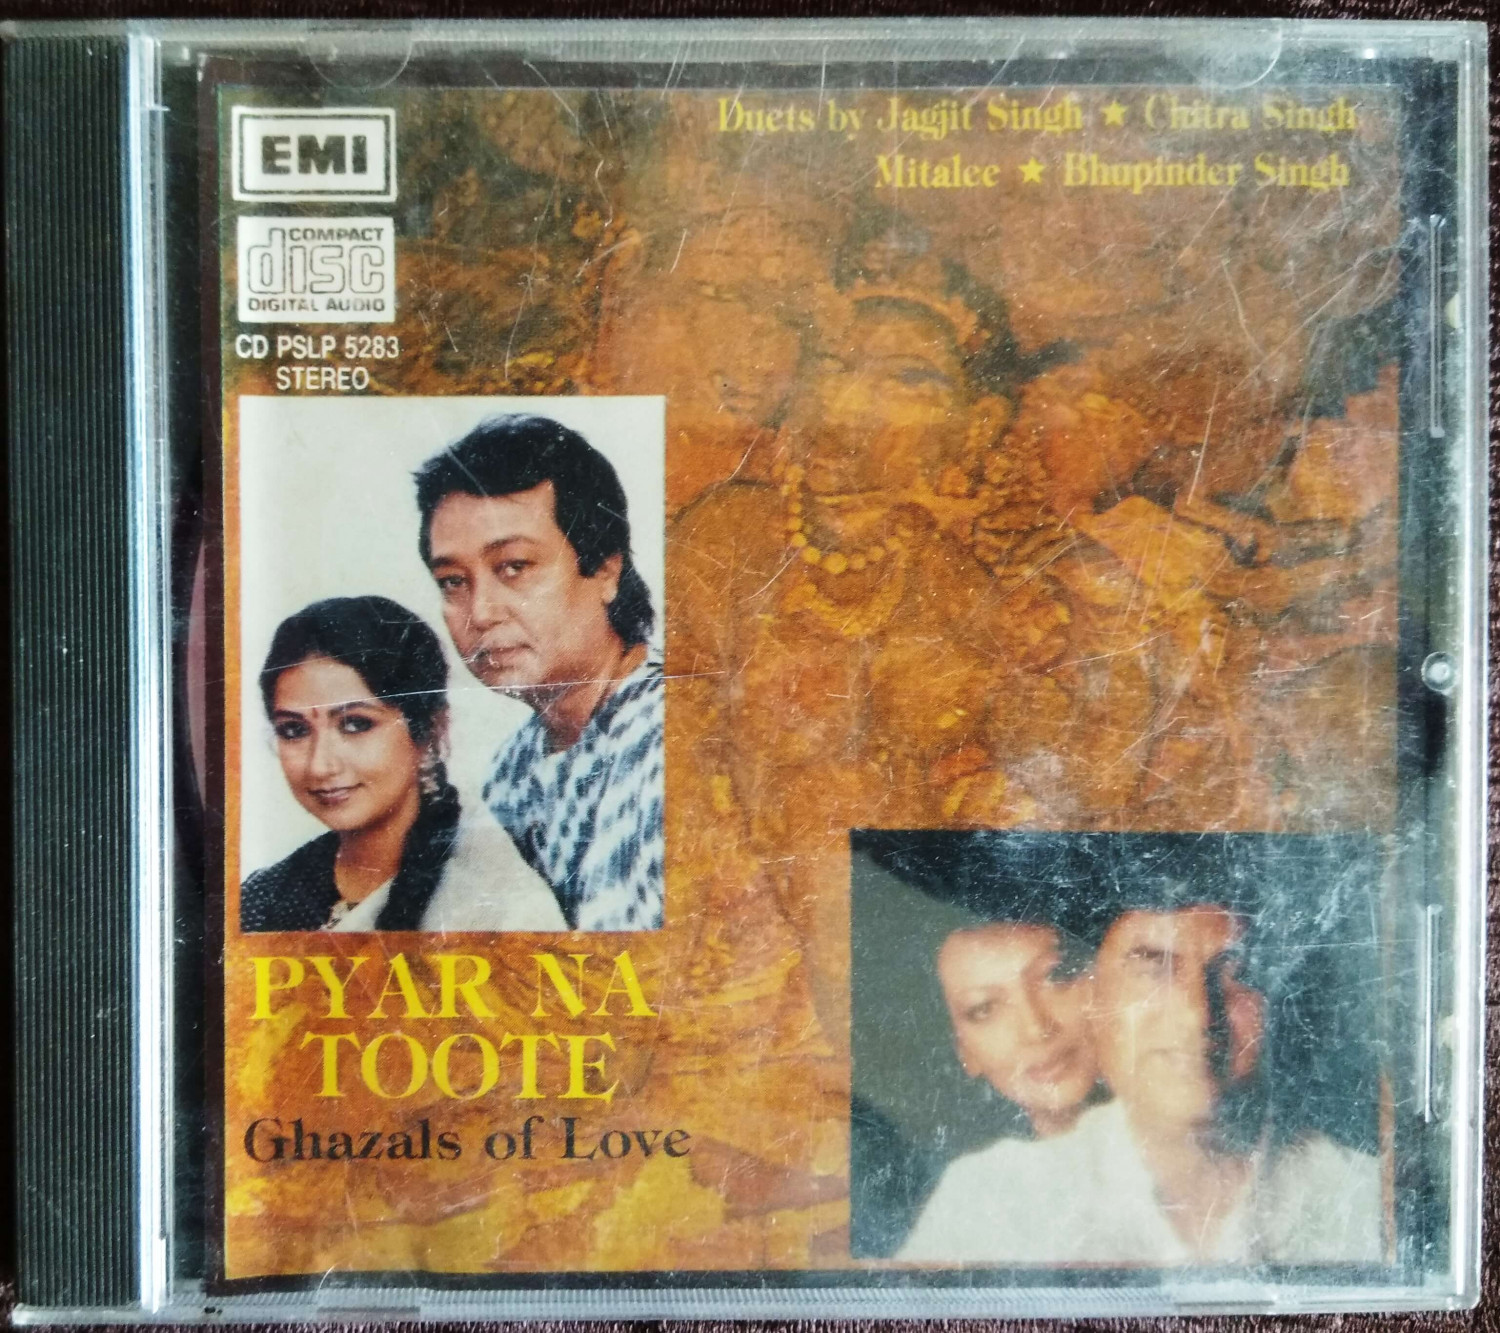 EMI
COMPACT
disc
DIGITAL AUDIO
CD PSLP 5283
STEREO
Duets by Jagjit Singh ★ Chitra Singh
Mitalee ★ Bhupinder Singh
PYAR NA
TOOTE
Ghazals of Love